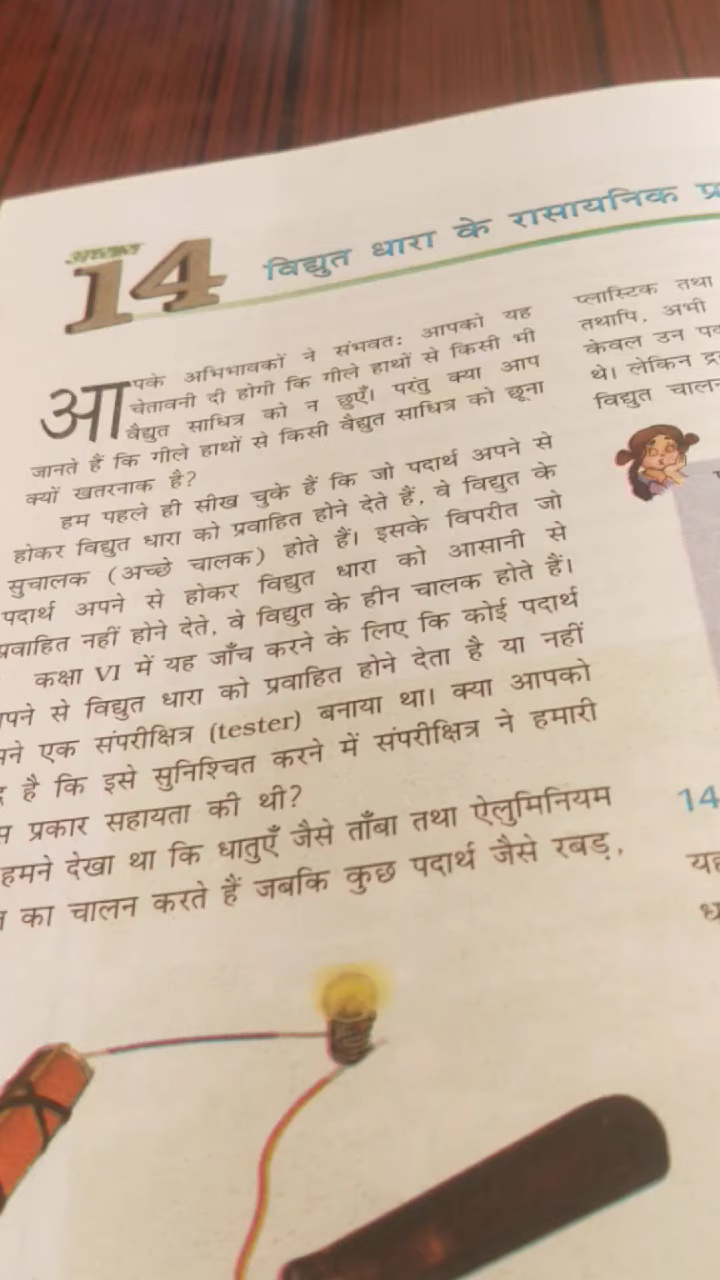 अध्याय
14
विद्युत धारा के रासायनिक
आपके अभिभावकों ने संभवतः आपको यह
चेतावनी दी होगी कि गीले हाथों से किसी भी
वैद्युत साधित्र को न छुएँ। परंतु क्या आप
जानते हैं कि गीले हाथों से किसी वैद्युत साधित्र को छूना
क्यों खतरनाक है?
हम पहले ही सीख चुके हैं कि जो पदार्थ अपने से
होकर विद्युत धारा को प्रवाहित होने देते हैं, वे विद्युत के
सुचालक (अच्छे चालक) होते हैं। इसके विपरीत जो
पदार्थ अपने से होकर विद्युत धारा को आसानी से
प्रवाहित नहीं होने देते, वे विद्युत के हीन चालक होते हैं।
कक्षा VI में यह जाँच करने के लिए कि कोई पदार्थ
से विद्युत धारा को प्रवाहित होने देता है या नहीं
एक संपरीक्षित्र (tester) बनाया था। क्या आपको
है कि इसे सुनिश्चित करने में संपरीक्षित्र ने हमारी
प्रकार सहायता की थी?
हमने देखा था कि धातुएँ जैसे ताँबा तथा ऐलुमिनियम
का चालन करते हैं जबकि कुछ पदार्थ जैसे रबड़,
प्लास्टिक तथा
तथापि, अभी
केवल उन
थे। लेकिन
विद्युत
14